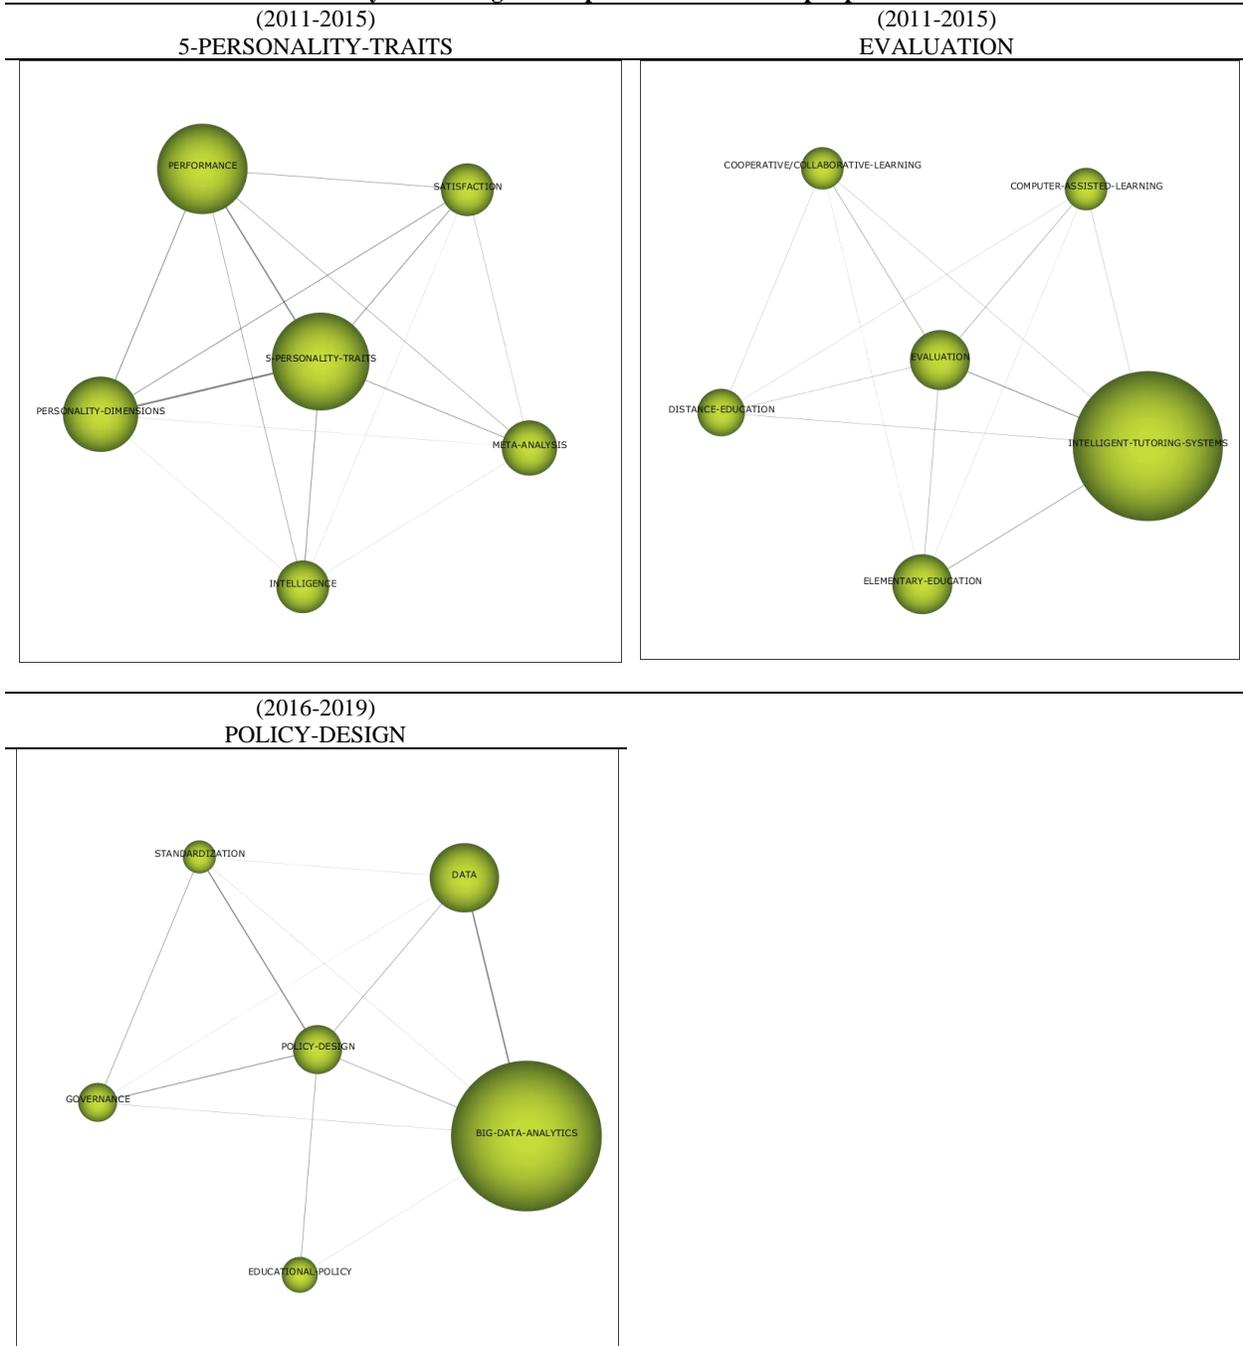 (2011-2015)
5-PERSONALITY-TRAITS
(2011-2015)
EVALUATION
PERFORMANCE
SATISFACTION
5-PERSONALITY-TRAITS
PERSONALITY-DIMENSIONS
META-ANALYSIS
INTELLIGENCE
COOPERATIVE/COLLABORATIVE-LEARNING
COMPUTER-ASSISTED-LEARNING
EVALUATION
DISTANCE-EDUCATION
INTELLIGENT-TUTORING-SYSTEMS
ELEMENTARY-EDUCATION
(2016-2019)
POLICY-DESIGN
STANDARDIZATION
DATA
POLICY-DESIGN
GOVERNANCE
BIG-DATA-ANALYTICS
EDUCATIONAL-POLICY